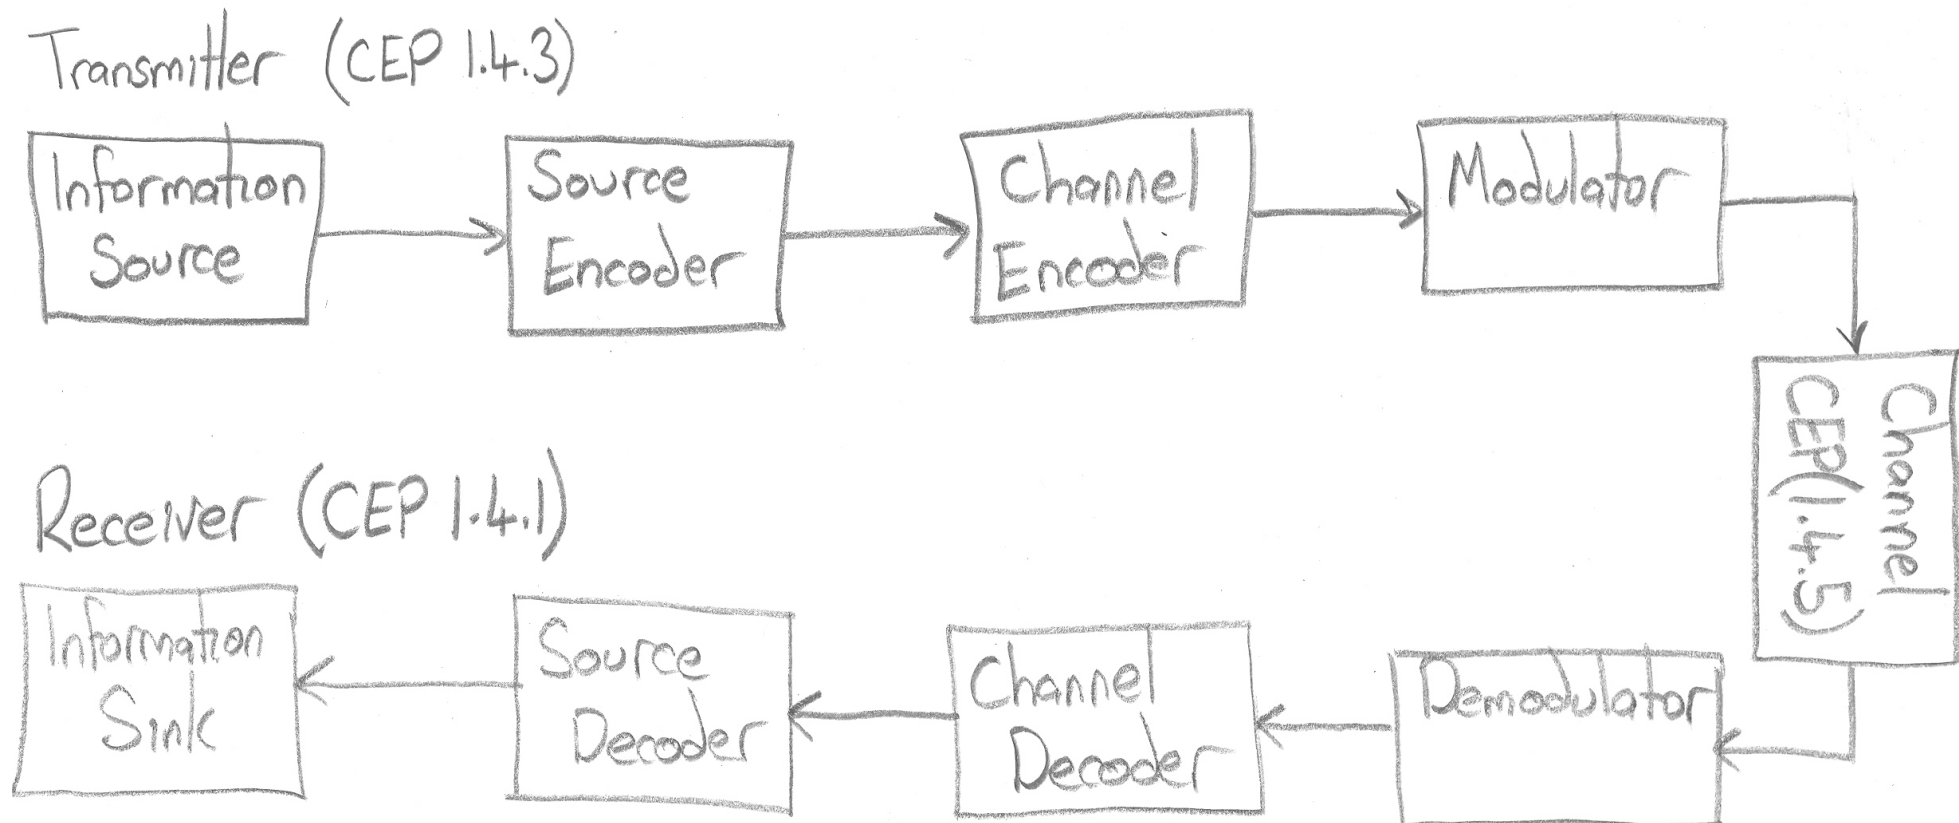 Transmitter (CEP 1.4.3)
Information
Source
Source
Encoder
Channel
Encoder
Modulator
Channel
CEP(1.4.5)
Receiver (CEP 1.4.1)
Information
Sink
Source
Decoder
Channel
Decoder
Demodulator